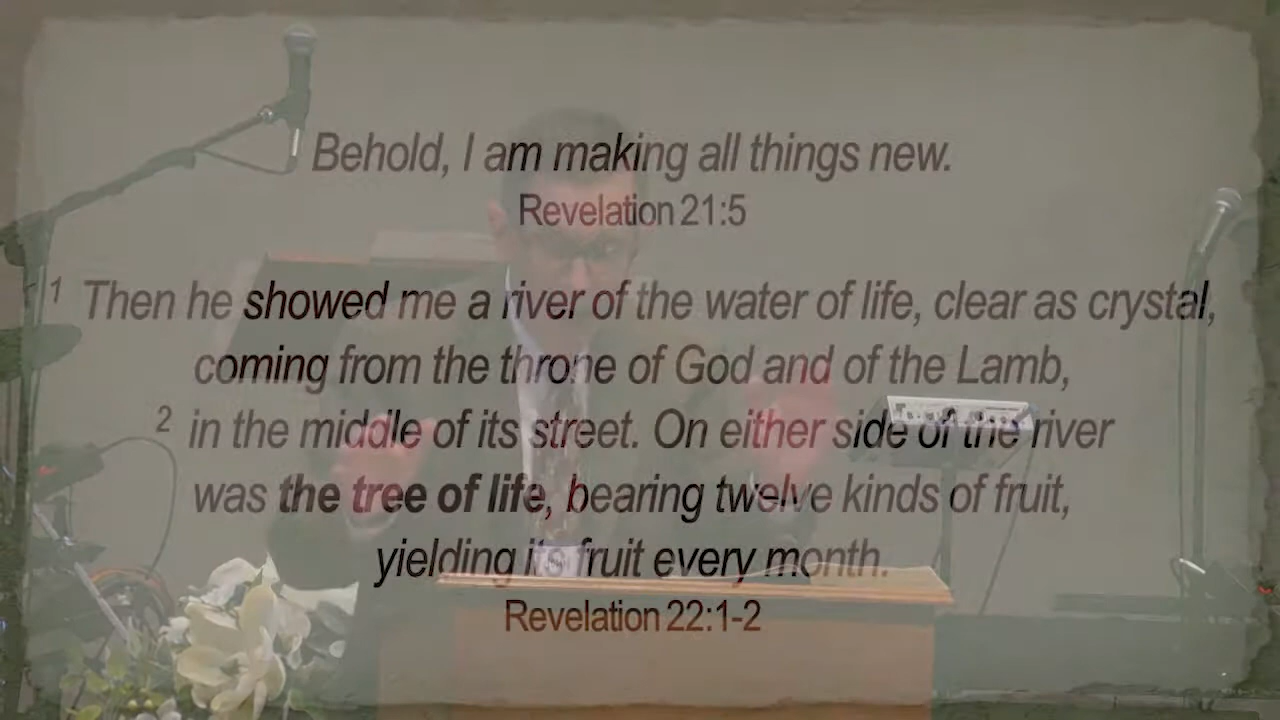 Behold, I am making all things new.
Revelation 21:5
1 Then he showed me a river of the water of life, clear as crystal,
coming from the throne of God and of the Lamb,
2 in the middle of its street. On either side of the river
was the tree of life, bearing twelve kinds of fruit,
yielding its fruit every month.
Revelation 22:1-2